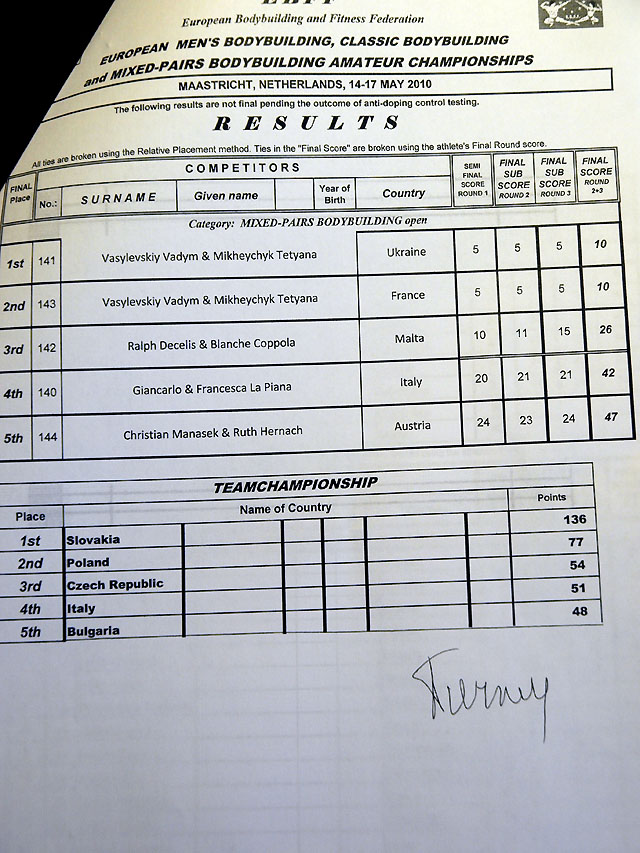 European Bodybuilding and Fitness Federation
EUROPEAN MEN'S BODYBUILDING, CLASSIC BODYBUILDING
and MIXED-PAIRS BODYBUILDING AMATEUR CHAMPIONSHIPS
MAASTRICHT, NETHERLANDS, 14-17 MAY 2010
The following results are not final pending the outcome of anti-doping control testing.
RESULTS
All ties are broken using the Relative Placement method. Ties in the "Final Score" are broken using the athlete's Final Round score.
FINAL Place COMPETITORS SEMI FINAL SCORE ROUND 1 FINAL SUB SCORE ROUND 2 FINAL SUB SCORE ROUND 3 FINAL SCORE ROUND 2+3
No.: SURNAME Given name Year of Birth Country
Category: MIXED-PAIRS BODYBUILDING open
1st 141 Vasylevskiy Vadym & Mikheychyk Tetyana Ukraine 5 5 5 10
2nd 143 Vasylevskiy Vadym & Mikheychyk Tetyana France 5 5 5 10
3rd 142 Ralph Decelis & Blanche Coppola Malta 10 11 15 26
4th 140 Giancarlo & Francesca La Piana Italy 20 21 21 42
5th 144 Christian Manasek & Ruth Hernach Austria 24 23 24 47
TEAMCHAMPIONSHIP
Place Name of Country Points
1st Slovakia 136
2nd Poland 77
3rd Czech Republic 54
4th Italy 51
5th Bulgaria 48